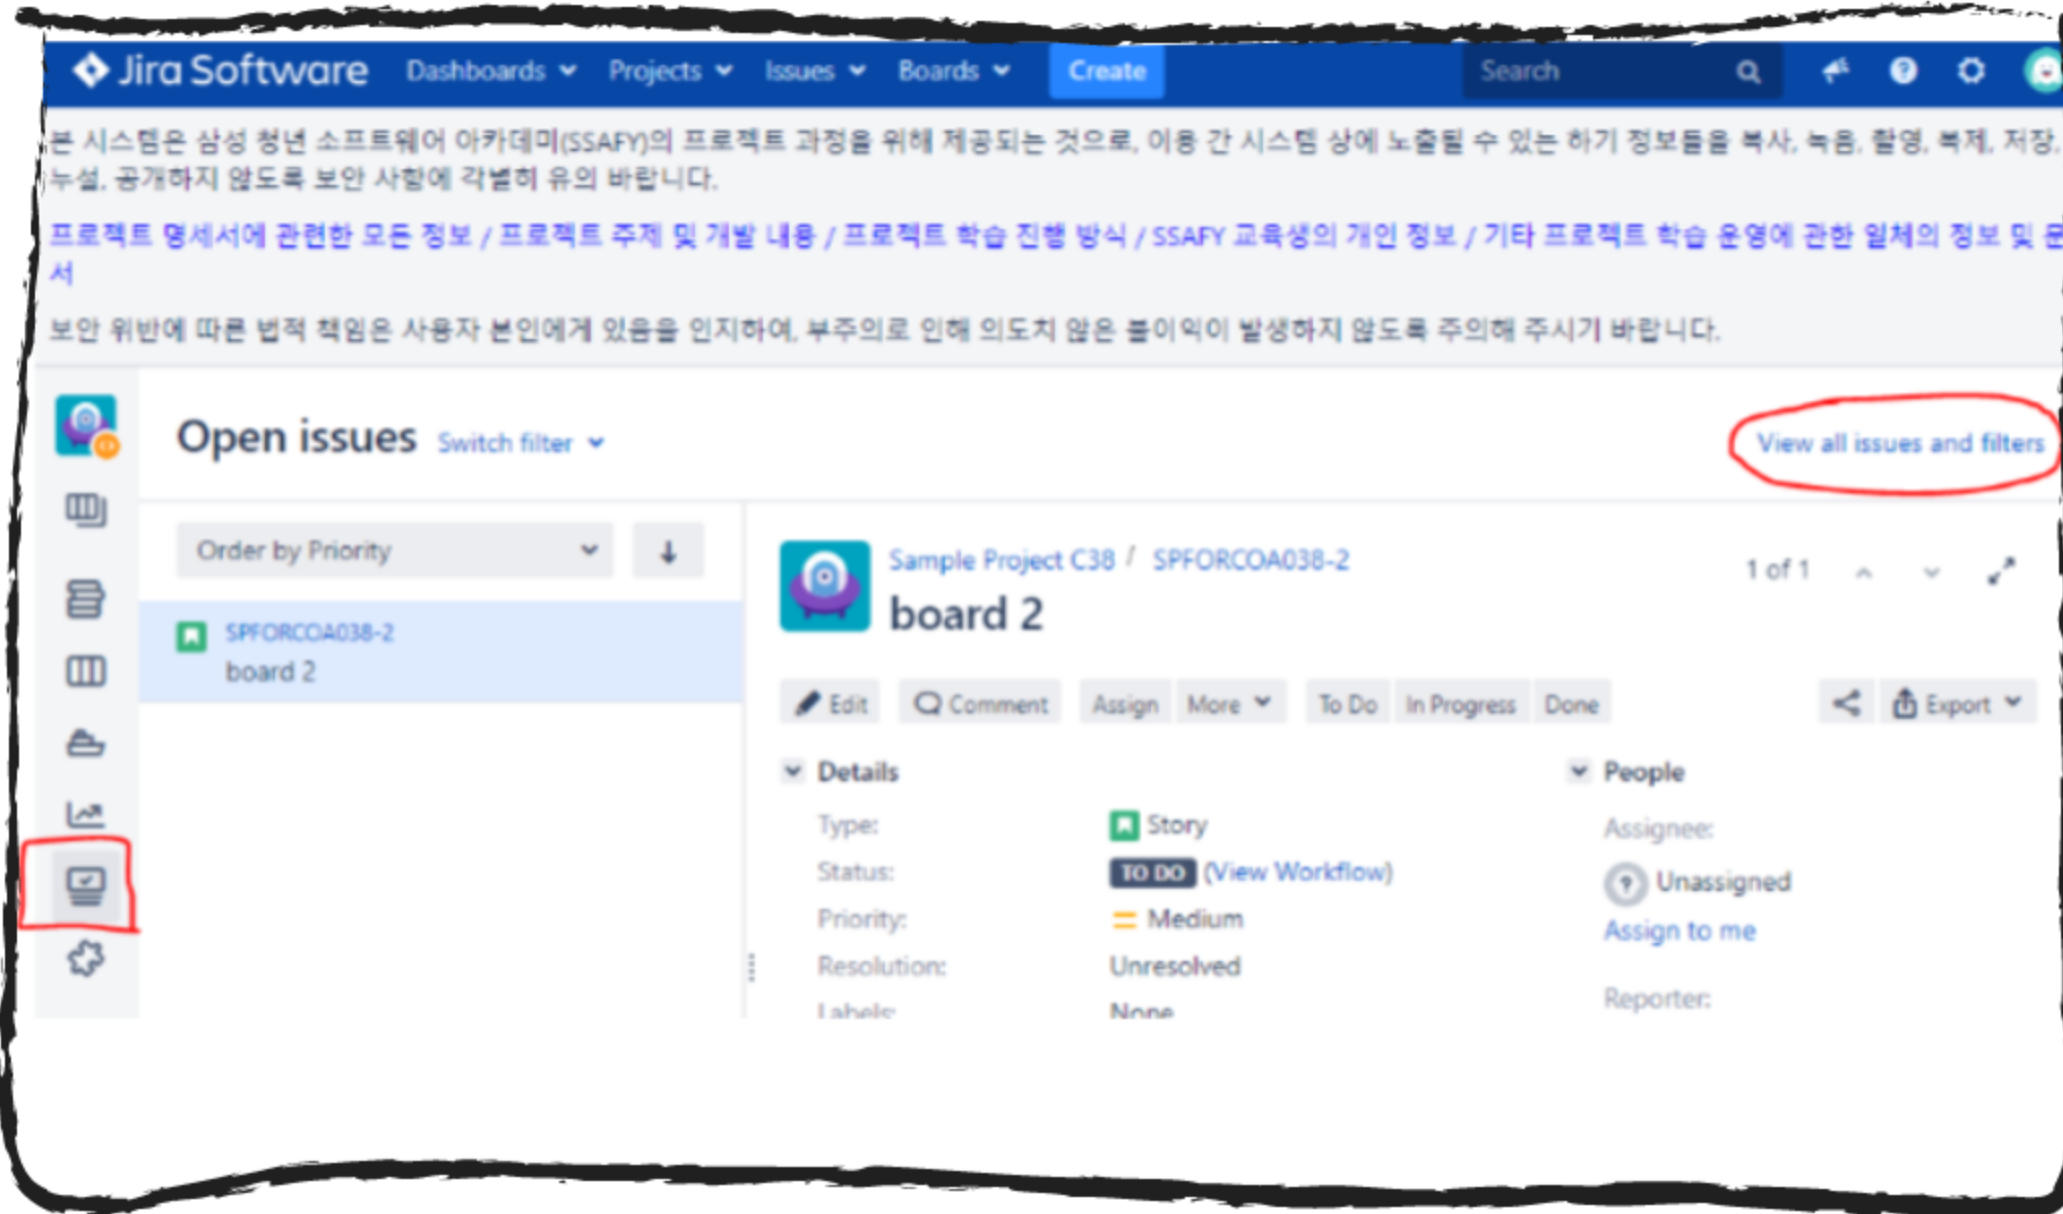 Jira Software Dashboards Projects Issues Boards Create Search
본 시스템은 삼성 청년 소프트웨어 아카데미(SSAFY)의 프로젝트 과정을 위해 제공되는 것으로, 이용 간 시스템 상에 노출될 수 있는 하기 정보들을 복사, 녹음, 촬영, 복제, 저장,
누설, 공개하지 않도록 보안 사항에 각별히 유의 바랍니다.
프로젝트 명세서에 관련한 모든 정보 / 프로젝트 주제 및 개발 내용 / 프로젝트 학습 진행 방식 / SSAFY 교육생의 개인 정보 / 기타 프로젝트 학습 운영에 관한 일체의 정보 및 문
서
보안 위반에 따른 법적 책임은 사용자 본인에게 있음을 인지하여, 부주의로 인해 의도치 않은 불이익이 발생하지 않도록 주의해 주시기 바랍니다.
Open issues Switch filter View all issues and filters
Order by Priority
SPFORCOA038-2
board 2
Sample Project C38 / SPFORCOA038-2 1 of 1
board 2
Edit Comment Assign More To Do In Progress Done Export
Details
Type: Story
Status: TO DO (View Workflow)
Priority: Medium
Resolution: Unresolved
Labels: None
People
Assignee:
Unassigned
Assign to me
Reporter: